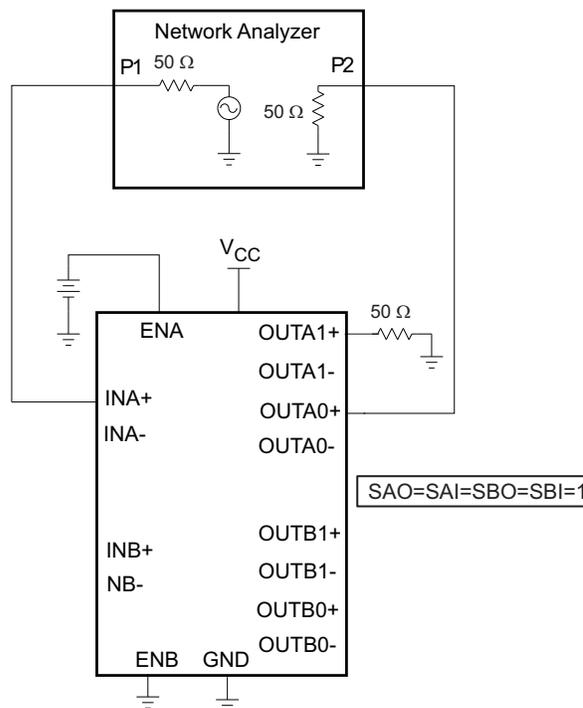 Network Analyzer
P1
50 Ω
P2
50 Ω
VCC
ENA
OUTA1+
50 Ω
OUTA1-
INA+
OUTA0+
INA-
OUTA0-
SAO=SAI=SBO=SBI=1
OUTB1+
INB+
OUTB1-
NB-
OUTB0+
OUTB0-
ENB
GND